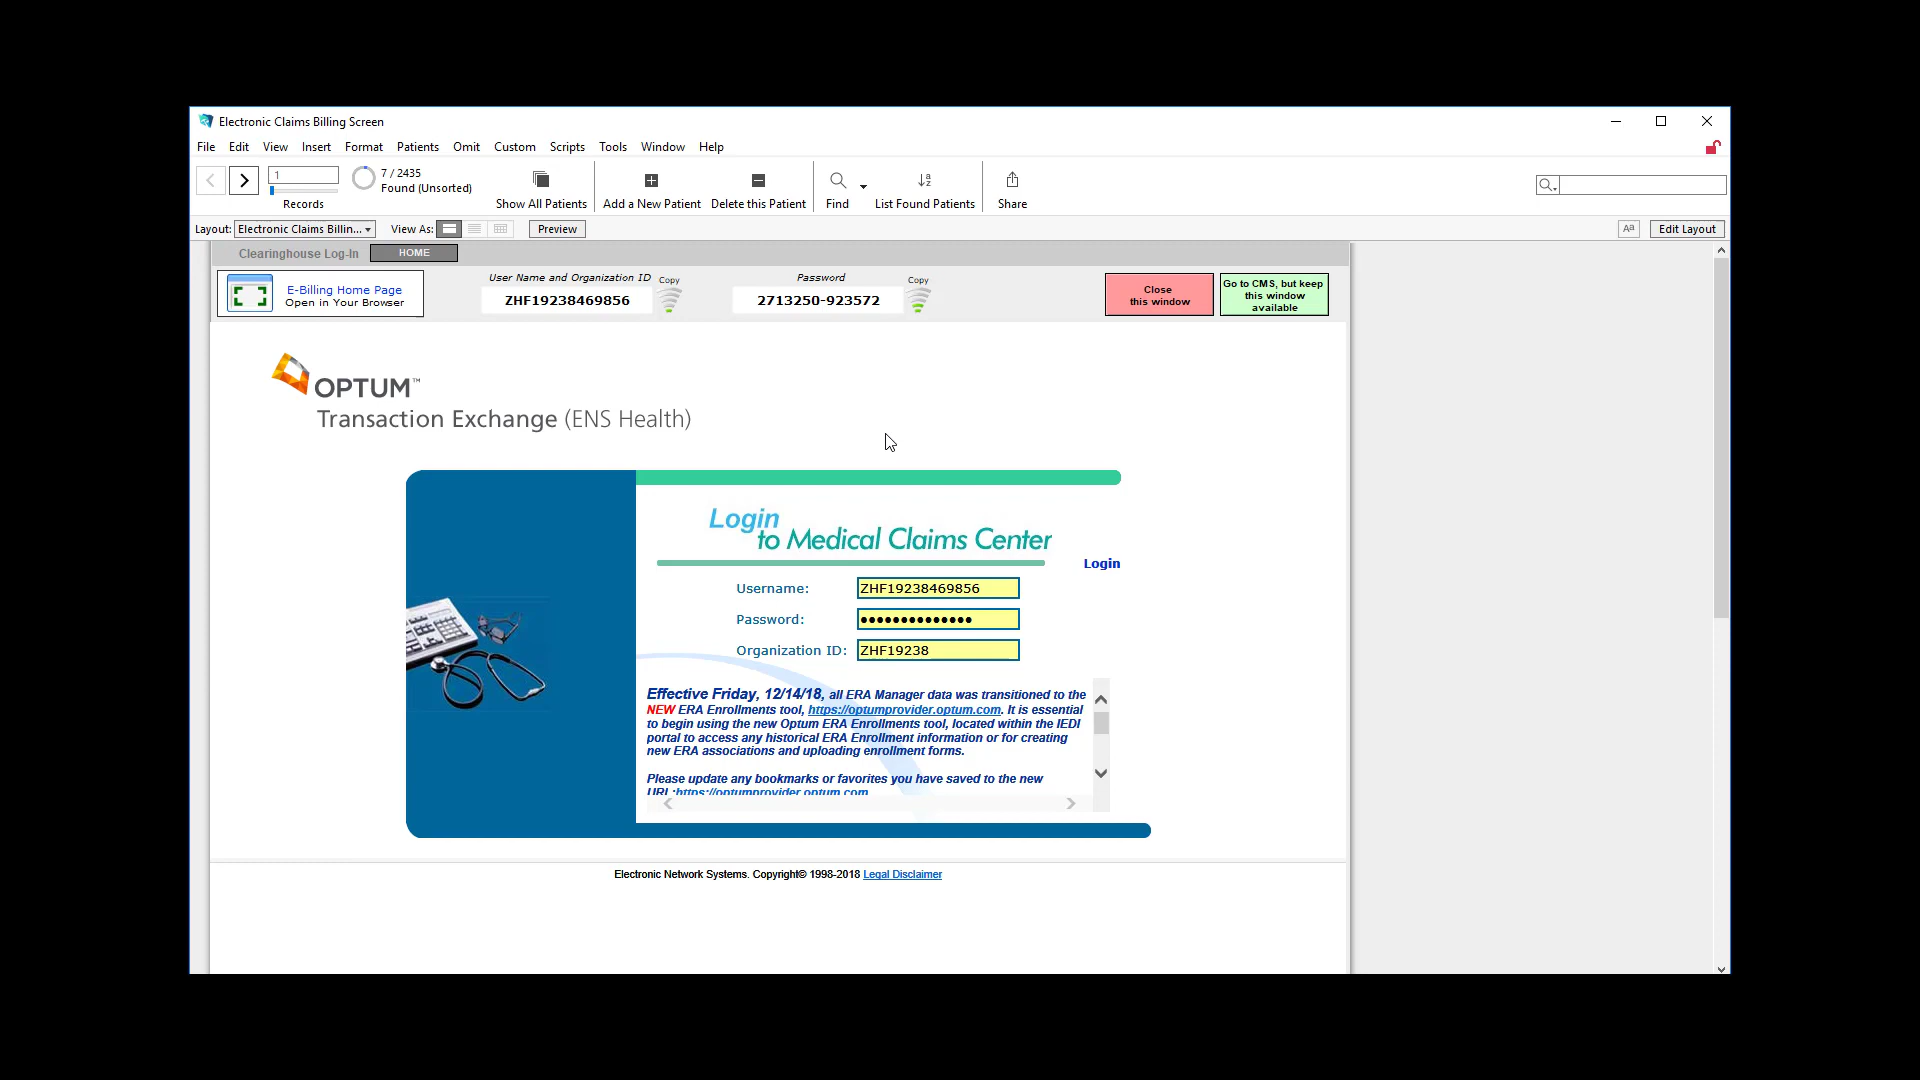 Electronic Claims Billing Screen
File Edit View Insert Format Patients Omit Custom Scripts Tools Window Help
1
7 / 2435
Found (Unsorted)
Records
Show All Patients
Add a New Patient
Delete this Patient
Find
List Found Patients
Share
Layout: Electronic Claims Billin... View As: Preview
Aa
Edit Layout
Clearinghouse Log-In
HOME
E-Billing Home Page
Open in Your Browser
User Name and Organization ID
Copy
ZHF19238469856
Password
Copy
2713250-923572
Close
this window
Go to CMS, but keep
this window
available
OPTUM™
Transaction Exchange (ENS Health)
Login
to Medical Claims Center
Login
Username: ZHF19238469856
Password: ••••••••••••••
Organization ID: ZHF19238
Effective Friday, 12/14/18, all ERA Manager data was transitioned to the
NEW ERA Enrollments tool, https://optumprovider.optum.com. It is essential
to begin using the new Optum ERA Enrollments tool, located within the IEDI
portal to access any historical ERA Enrollment information or for creating
new ERA associations and uploading enrollment forms.
Please update any bookmarks or favorites you have saved to the new
URL:https://optumprovider.optum.com
Electronic Network Systems. Copyright© 1998-2018 Legal Disclaimer